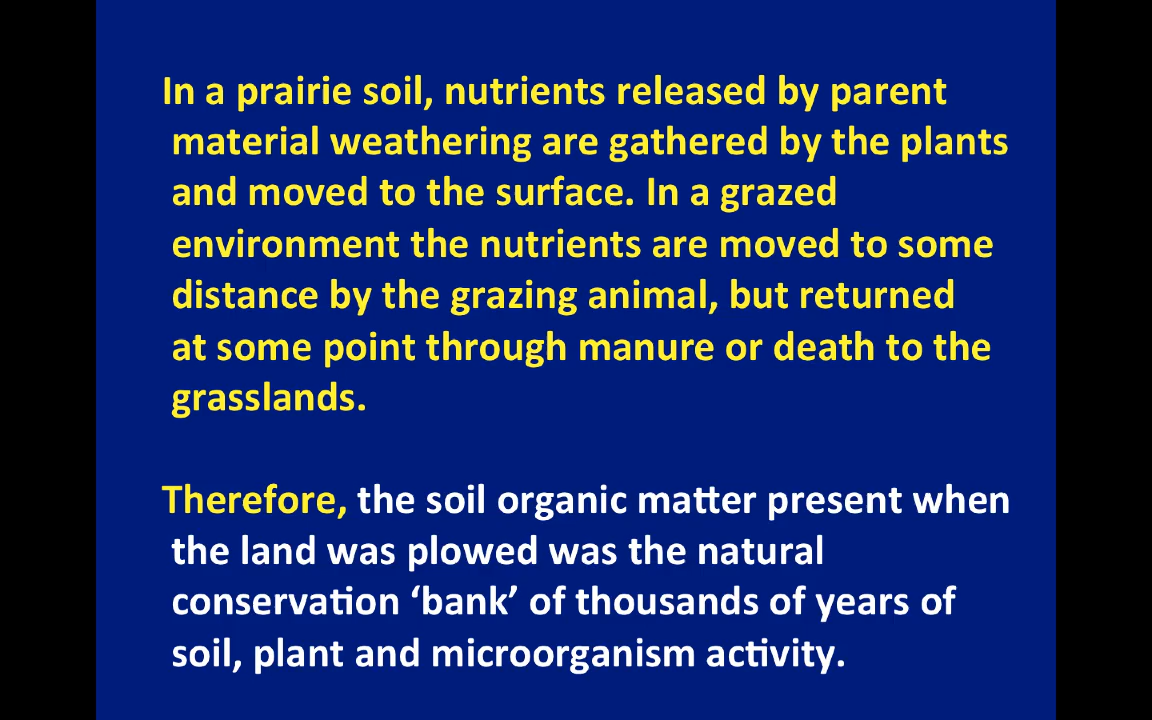 In a prairie soil, nutrients released by parent
material weathering are gathered by the plants
and moved to the surface. In a grazed
environment the nutrients are moved to some
distance by the grazing animal, but returned
at some point through manure or death to the
grasslands.
Therefore, the soil organic matter present when
the land was plowed was the natural
conservation ‘bank’ of thousands of years of
soil, plant and microorganism activity.